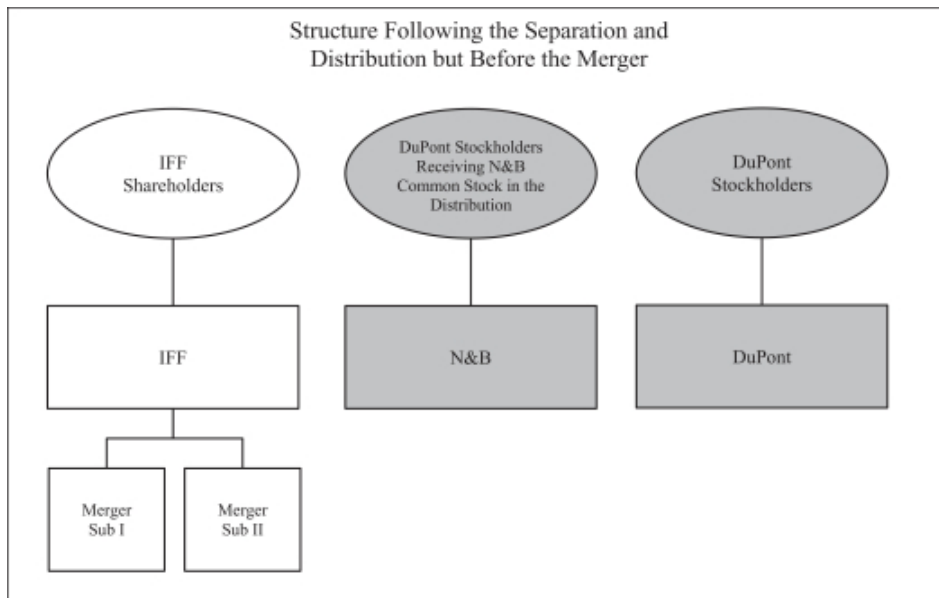 Structure Following the Separation and
Distribution but Before the Merger
IFF
Shareholders
DuPont Stockholders
Receiving N&B
Common Stock in the
Distribution
DuPont
Stockholders
IFF
N&B
DuPont
Merger
Sub I
Merger
Sub II